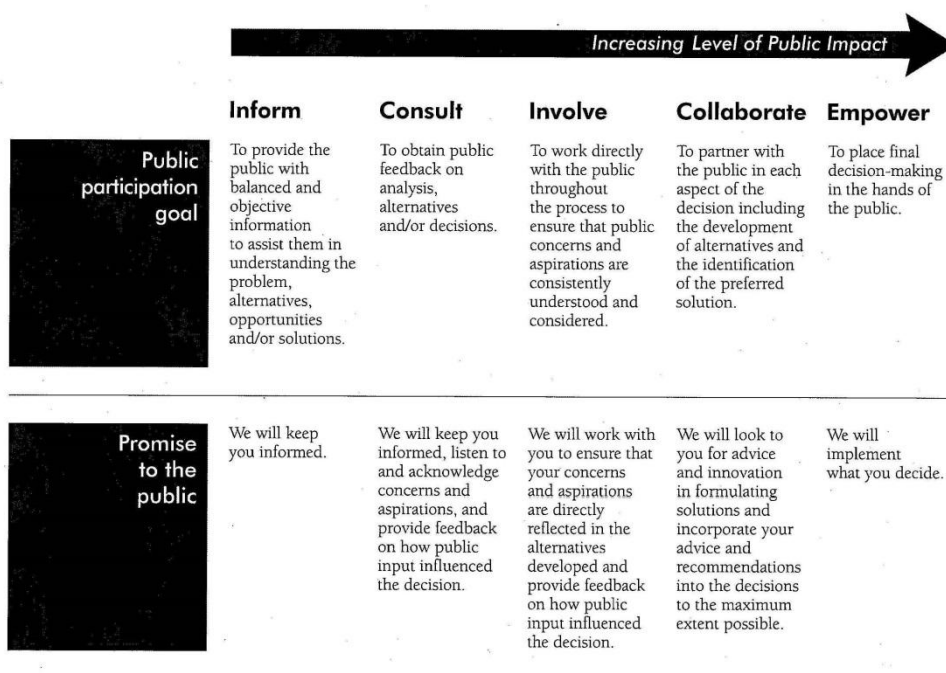 Increasing Level of Public Impact
Inform
Consult
Involve
Collaborate
Empower
Public
participation
goal
To provide the
public with
balanced and
objective
information
to assist them in
understanding the
problem,
alternatives,
opportunities
and/or solutions.
To obtain public
feedback on
analysis,
alternatives
and/or decisions.
To work directly
with the public
throughout
the process to
ensure that public
concerns and
aspirations are
consistently
understood and
considered.
To partner with
the public in each
aspect of the
decision including
the development
of alternatives and
the identification
of the preferred
solution.
To place final
decision-making
in the hands of
the public.
Promise
to the
public
We will keep
you informed.
We will keep you
informed, listen to
and acknowledge
concerns and
aspirations, and
provide feedback
on how public
input influenced
the decision.
We will work with
you to ensure that
your concerns
and aspirations
are directly
reflected in the
alternatives
developed and
provide feedback
on how public
input influenced
the decision.
We will look to
you for advice
and innovation
in formulating
solutions and
incorporate your
advice and
recommendations
into the decisions
to the maximum
extent possible.
We will
implement
what you decide.